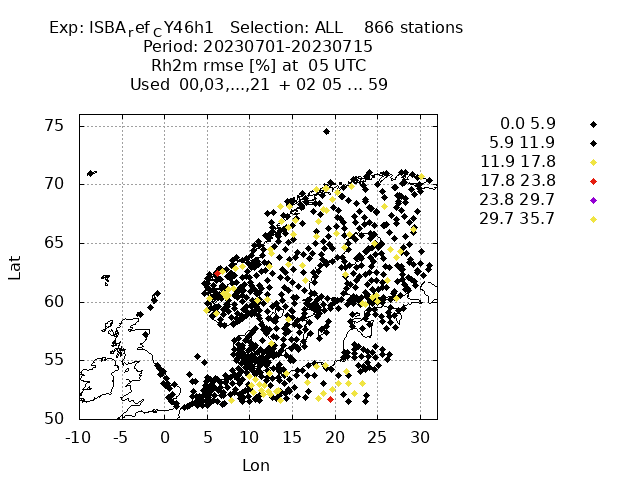 Exp: ISBA_ref_CY46h1 Selection: ALL 866 stations
Period: 20230701-20230715
Rh2m rmse [%] at 05 UTC
Used 00,03,...,21 + 02 05 ... 59
75
70
65
60
55
50
Lat
-10 -5 0 5 10 15 20 25 30
Lon
0.0 5.9
5.9 11.9
11.9 17.8
17.8 23.8
23.8 29.7
29.7 35.7